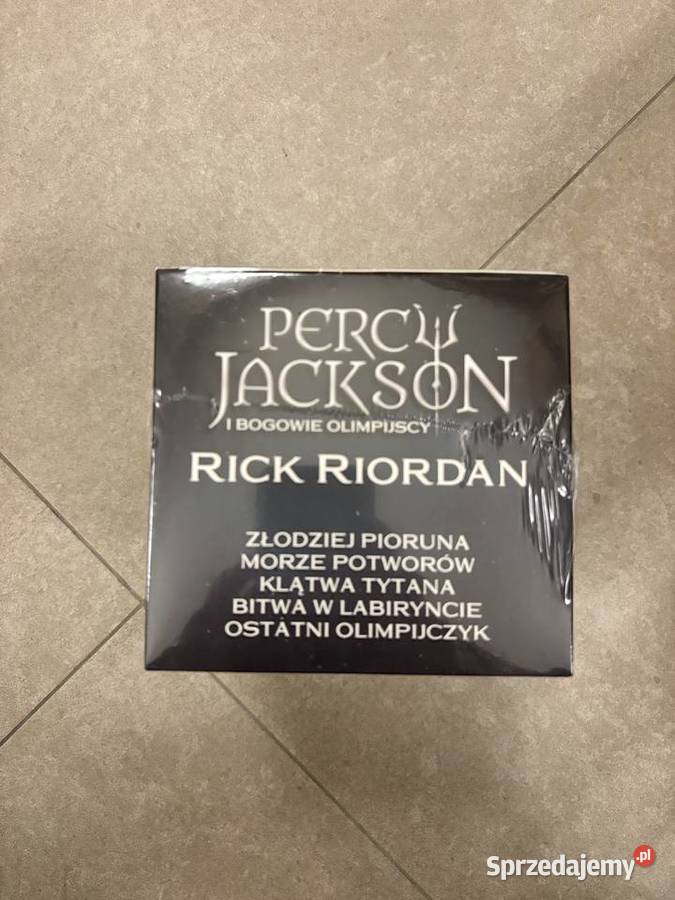 PERCY
JACKSON
I BOGOWIE OLIMPIJSCY
RICK RIORDAN
ZŁODZIEJ PIORUNA
MORZE POTWORÓW
KLĄTWA TYTANA
BITWA W LABIRYNCIE
OSTATNI OLIMPIJCZYK
Sprzedajemy.pl